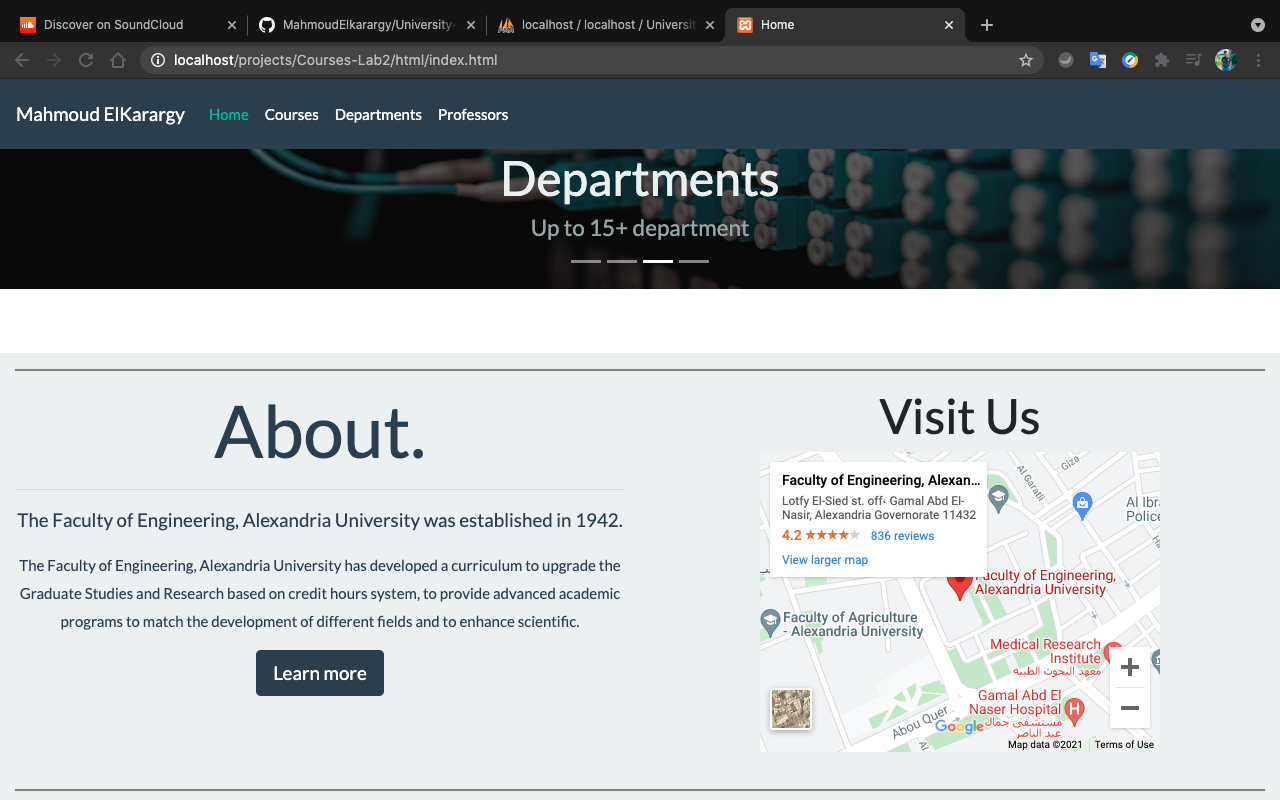 Discover on SoundCloud
MahmoudElkarargy/University-
localhost / localhost / Universit
Home
localhost/projects/Courses-Lab2/html/index.html
Mahmoud ElKarargy
Home
Courses
Departments
Professors
Departments
Up to 15+ department
About.
The Faculty of Engineering, Alexandria University was established in 1942.
The Faculty of Engineering, Alexandria University has developed a curriculum to upgrade the
Graduate Studies and Research based on credit hours system, to provide advanced academic
programs to match the development of different fields and to enhance scientific.
Learn more
Visit Us
Faculty of Engineering, Alexan...
Lotfy El-Sied st. off، Gamal Abd El-
Nasir, Alexandria Governorate 11432
4.2
836 reviews
View larger map
Giza
Al Garatli
Al Ibra
Police
Faculty of Engineering,
Alexandria University
Faculty of Agriculture
- Alexandria University
Medical Research
Institute
معهد البحوث الطبية
Gamal Abd El
Naser Hospital
مستشفى جمال
عبد الناصر
Abou Quer
Al
Ha
Google
Map data ©2021
Terms of Use